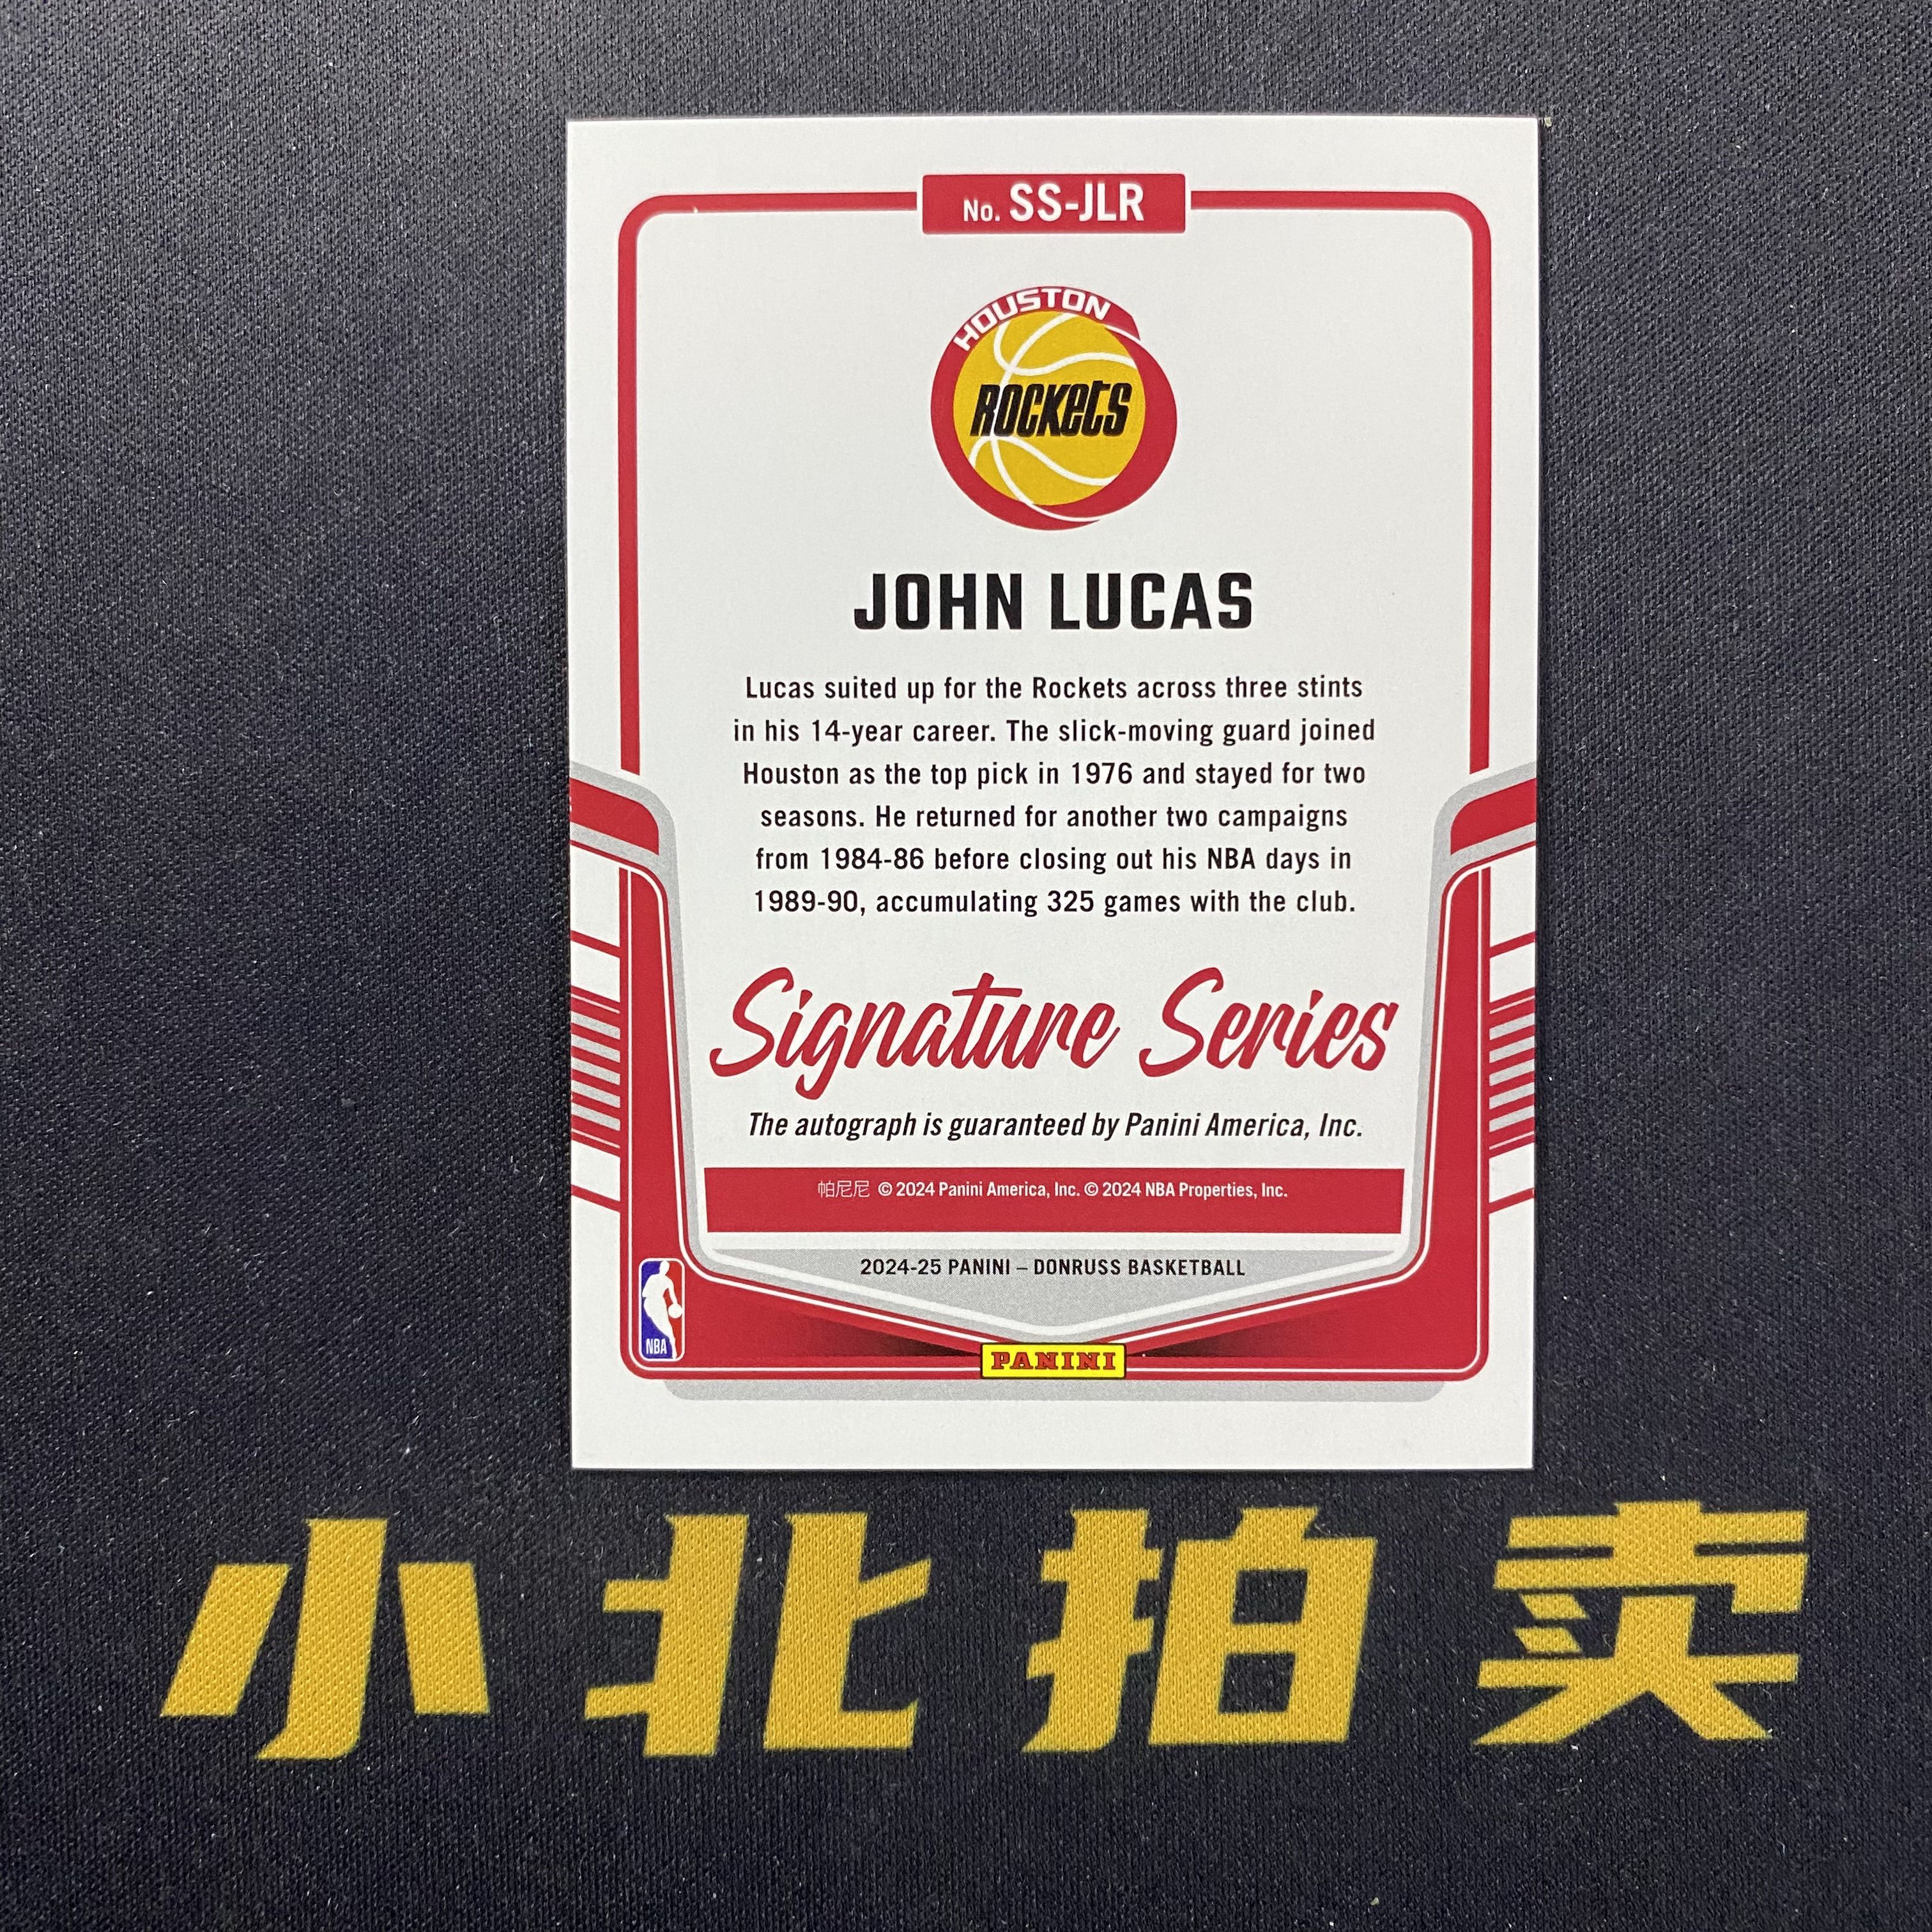 No. SS-JLR
HOUSTON
ROCKETS
JOHN LUCAS
Lucas suited up for the Rockets across three stints
in his 14-year career. The slick-moving guard joined
Houston as the top pick in 1976 and stayed for two
seasons. He returned for another two campaigns
from 1984-86 before closing out his NBA days in
1989-90, accumulating 325 games with the club.
Signature Series
The autograph is guaranteed by Panini America, Inc.
帕尼尼 © 2024 Panini America, Inc. © 2024 NBA Properties, Inc.
2024-25 PANINI – DONRUSS BASKETBALL
NBA
PANINI
小北拍卖